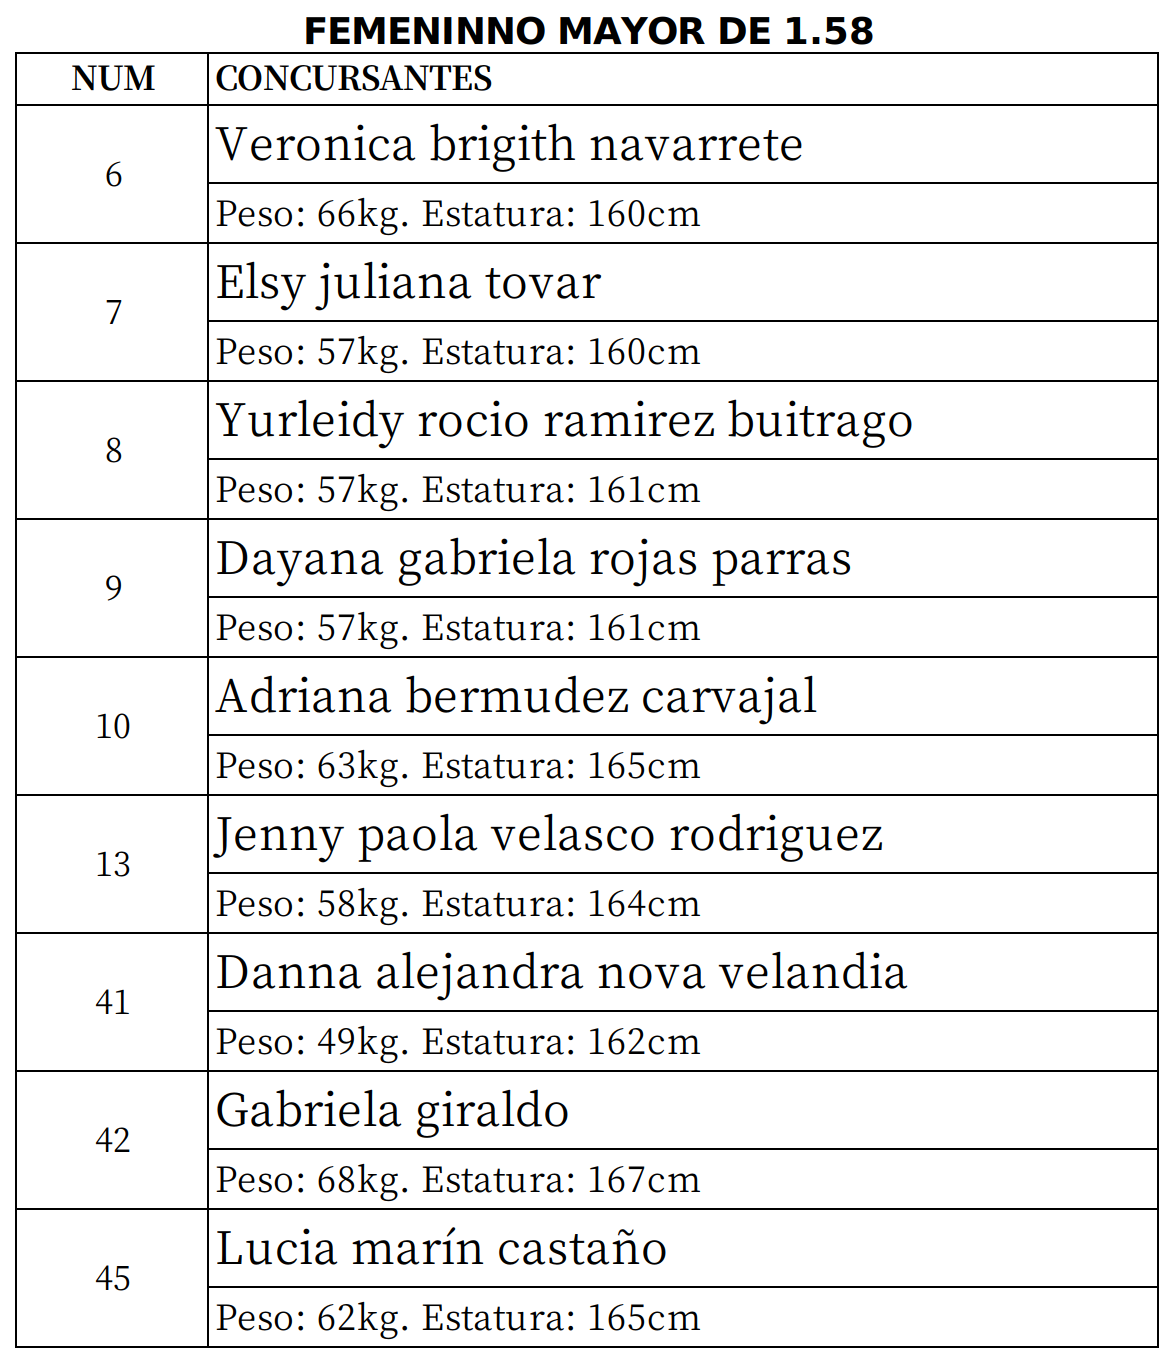 FEMENINNO MAYOR DE 1.58
NUM CONCURSANTES
6
Veronica brigith navarrete
Peso: 66kg. Estatura: 160cm
7
Elsy juliana tovar
Peso: 57kg. Estatura: 160cm
8
Yurleidy rocio ramirez buitrago
Peso: 57kg. Estatura: 161cm
9
Dayana gabriela rojas parras
Peso: 57kg. Estatura: 161cm
10
Adriana bermudez carvajal
Peso: 63kg. Estatura: 165cm
13
Jenny paola velasco rodriguez
Peso: 58kg. Estatura: 164cm
41
Danna alejandra nova velandia
Peso: 49kg. Estatura: 162cm
42
Gabriela giraldo
Peso: 68kg. Estatura: 167cm
45
Lucia marín castaño
Peso: 62kg. Estatura: 165cm